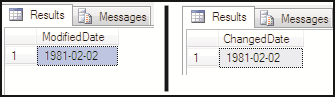 Results Messages
ModifiedDate
1 1981-02-02
Results Messages
ChangedDate
1 1981-02-02